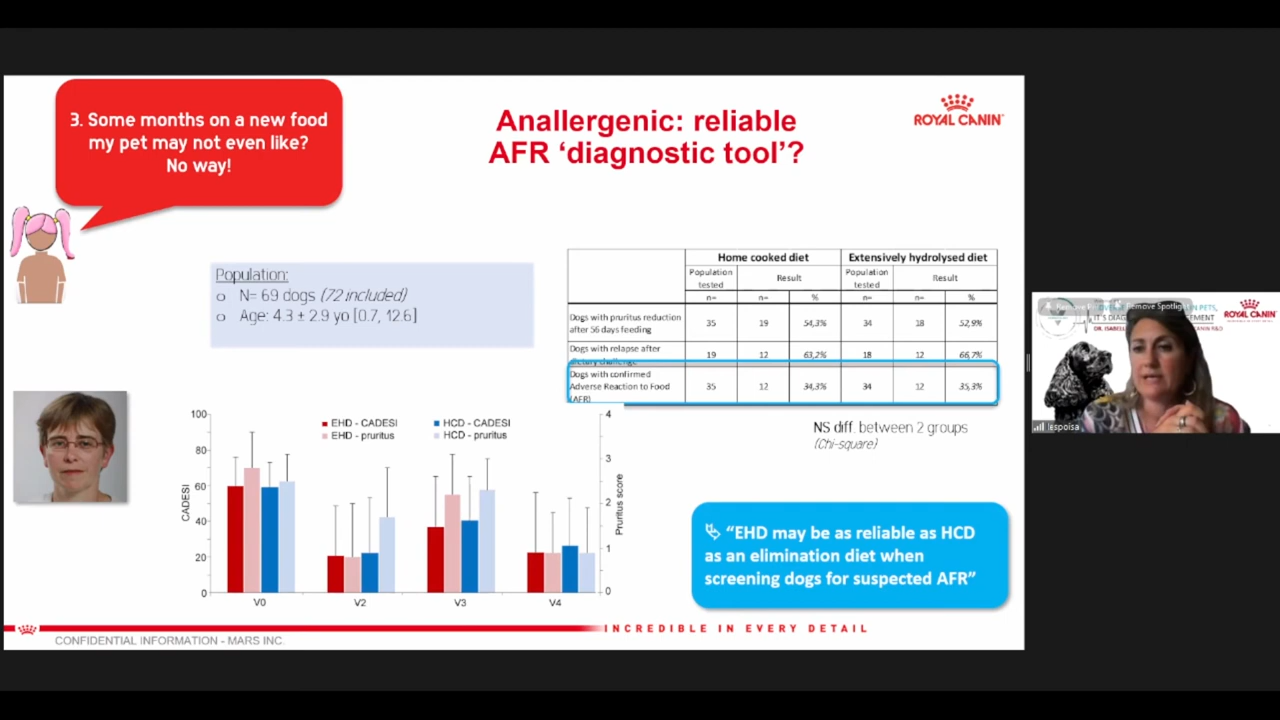 3. Some months on a new food
my pet may not even like?
No way!
Anallergenic: reliable
AFR ‘diagnostic tool’?
ROYAL CANIN
Population:
o N= 69 dogs (72 included)
o Age: 4.3 ± 2.9 yo [0.7, 12.6]
Home cooked diet Extensively hydrolysed diet
Population tested Result Population tested Result
n= n= % n= n= %
Dogs with pruritus reduction after 56 days feeding 35 19 54,3% 34 18 52,9%
Dogs with relapse after dietary challenge 19 12 63,2% 18 12 66,7%
Dogs with confirmed Adverse Reaction to Food (AFR) 35 12 34,3% 34 12 35,3%
NS diff. between 2 groups
(Chi-square)
EHD - CADESI HCD - CADESI
EHD - pruritus HCD - pruritus
CADESI
100
80
60
40
20
0
Pruritus score
4
3
2
1
0
V0 V2 V3 V4
“EHD may be as reliable as HCD
as an elimination diet when
screening dogs for suspected AFR”
INCREDIBLE IN EVERY DETAIL
CONFIDENTIAL INFORMATION - MARS INC.
Remove Spotlight
ROYAL CANIN
lespoisa